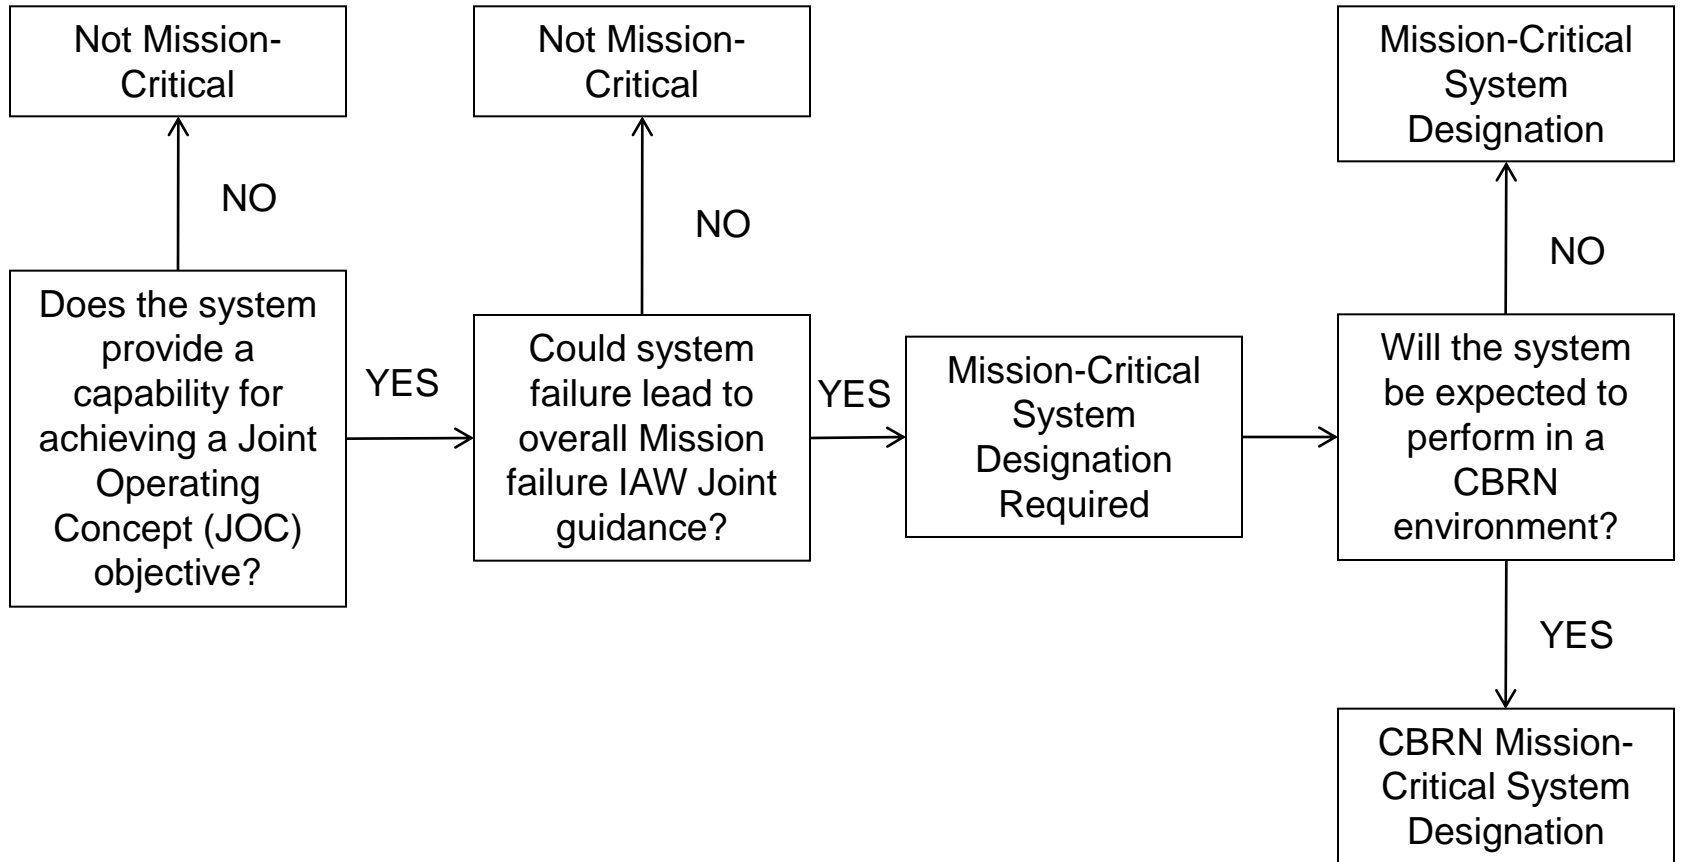 Not Mission-
Critical
Not Mission-
Critical
Mission-Critical
System
Designation
NO
NO
NO
Does the system
provide a
capability for
achieving a Joint
Operating
Concept (JOC)
objective?
YES
Could system
failure lead to
overall Mission
failure IAW Joint
guidance?
YES
Mission-Critical
System
Designation
Required
Will the system
be expected to
perform in a
CBRN
environment?
YES
CBRN Mission-
Critical System
Designation